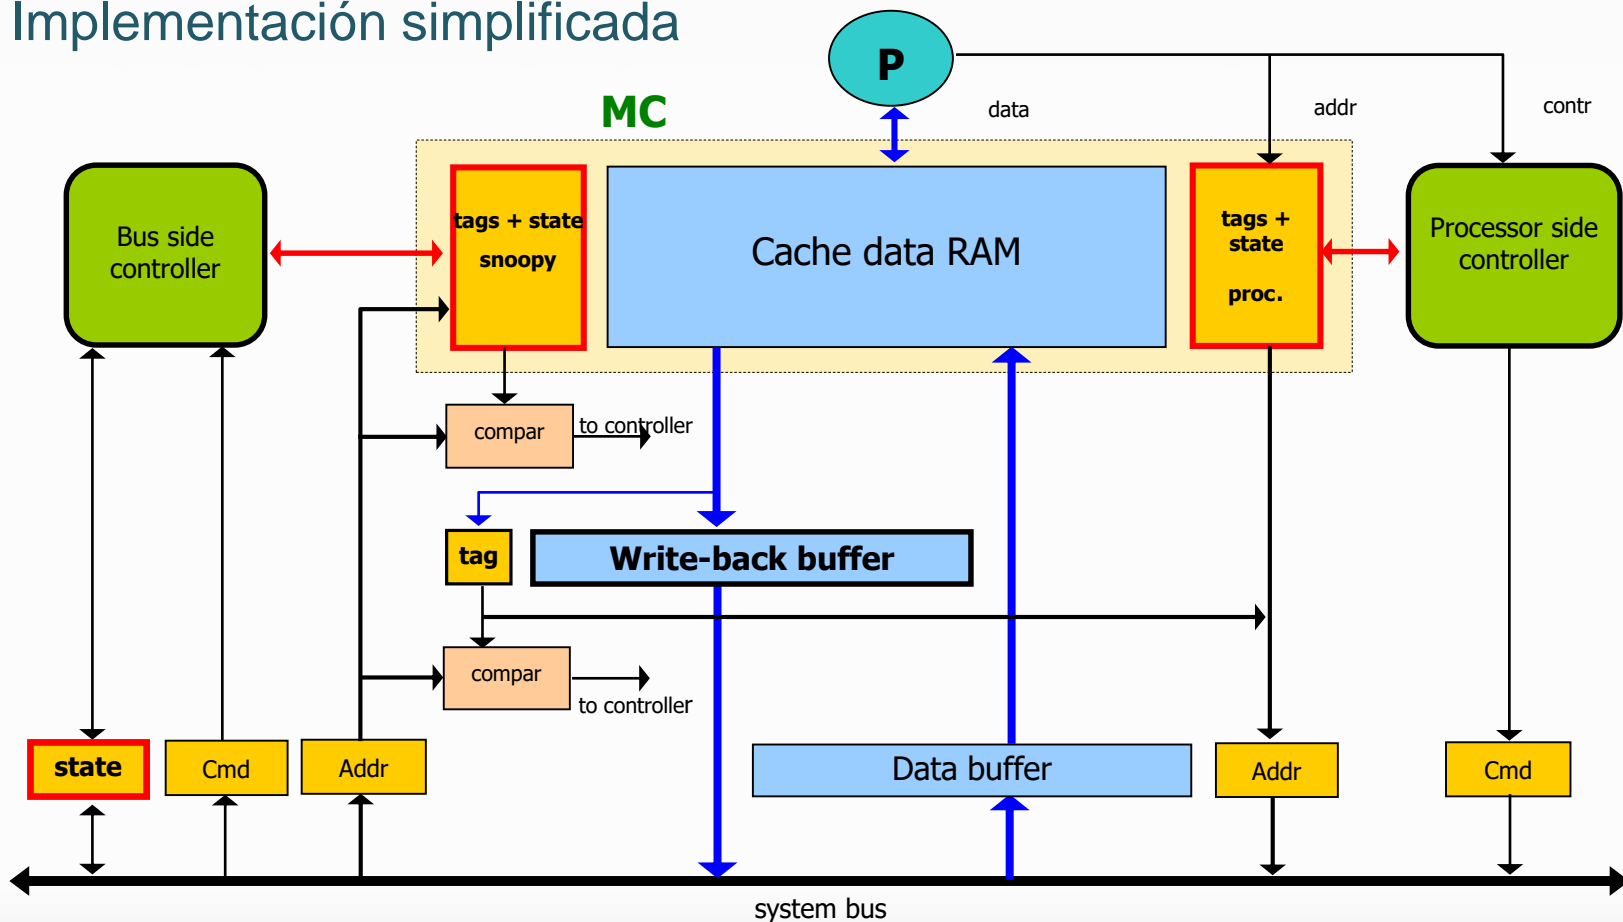 Implementación simplificada
P
MC
data
addr
contr
Bus side
controller
tags + state
snoopy
Cache data RAM
tags +
state
proc.
Processor side
controller
compar
to controller
tag
Write-back buffer
compar
to controller
state
Cmd
Addr
Data buffer
Addr
Cmd
system bus